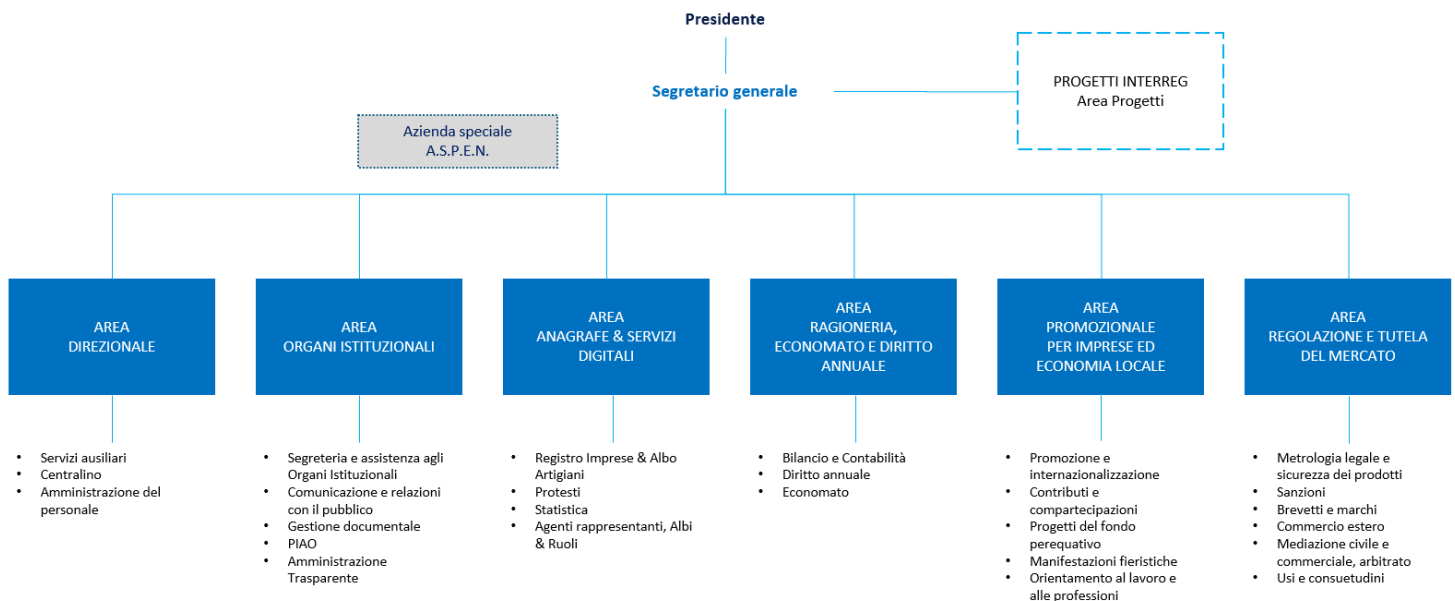 Presidente
Segretario generale
PROGETTI INTERREG
Area Progetti
Azienda speciale
A.S.P.E.N.
AREA
DIREZIONALE
AREA
ORGANI ISTITUZIONALI
AREA
ANAGRAFE & SERVIZI
DIGITALI
AREA
RAGIONERIA,
ECONOMATO E DIRITTO
ANNUALE
AREA
PROMOZIONALE
PER IMPRESE ED
ECONOMIA LOCALE
AREA
REGOLAZIONE E TUTELA
DEL MERCATO
• Servizi ausiliari
• Centralino
• Amministrazione del
personale
• Segreteria e assistenza agli
Organi Istituzionali
• Comunicazione e relazioni
con il pubblico
• Gestione documentale
• PIAO
• Amministrazione
Trasparente
• Registro Imprese & Albo
Artigiani
• Protesti
• Statistica
• Agenti rappresentanti, Albi
& Ruoli
• Bilancio e Contabilità
• Diritto annuale
• Economato
• Promozione e
internazionalizzazione
• Contributi e
compartecipazioni
• Progetti del fondo
perequativo
• Manifestazioni fieristiche
• Orientamento al lavoro e
alle professioni
• Metrologia legale e
sicurezza dei prodotti
• Sanzioni
• Brevetti e marchi
• Commercio estero
• Mediazione civile e
commerciale, arbitrato
• Usi e consuetudini